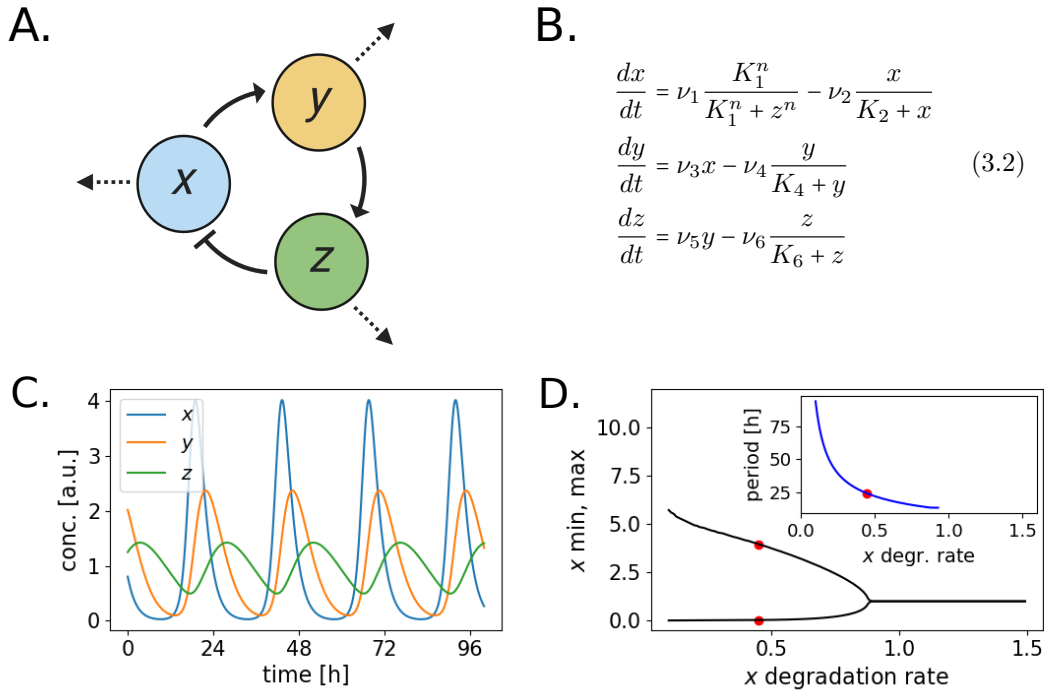 A.
x
y
z
B.
dx/dt = ν₁ K₁ⁿ/(K₁ⁿ + zⁿ) − ν₂ x/(K₂ + x)
dy/dt = ν₃x − ν₄ y/(K₄ + y) (3.2)
dz/dt = ν₅y − ν₆ z/(K₆ + z)
C.
4
3
2
1
0
conc. [a.u.]
x
y
z
0 24 48 72 96
time [h]
D.
10.0
7.5
5.0
2.5
0.0
x min, max
0.5 1.0 1.5
x degradation rate
75
50
25
period [h]
0.0 0.5 1.0 1.5
x degr. rate